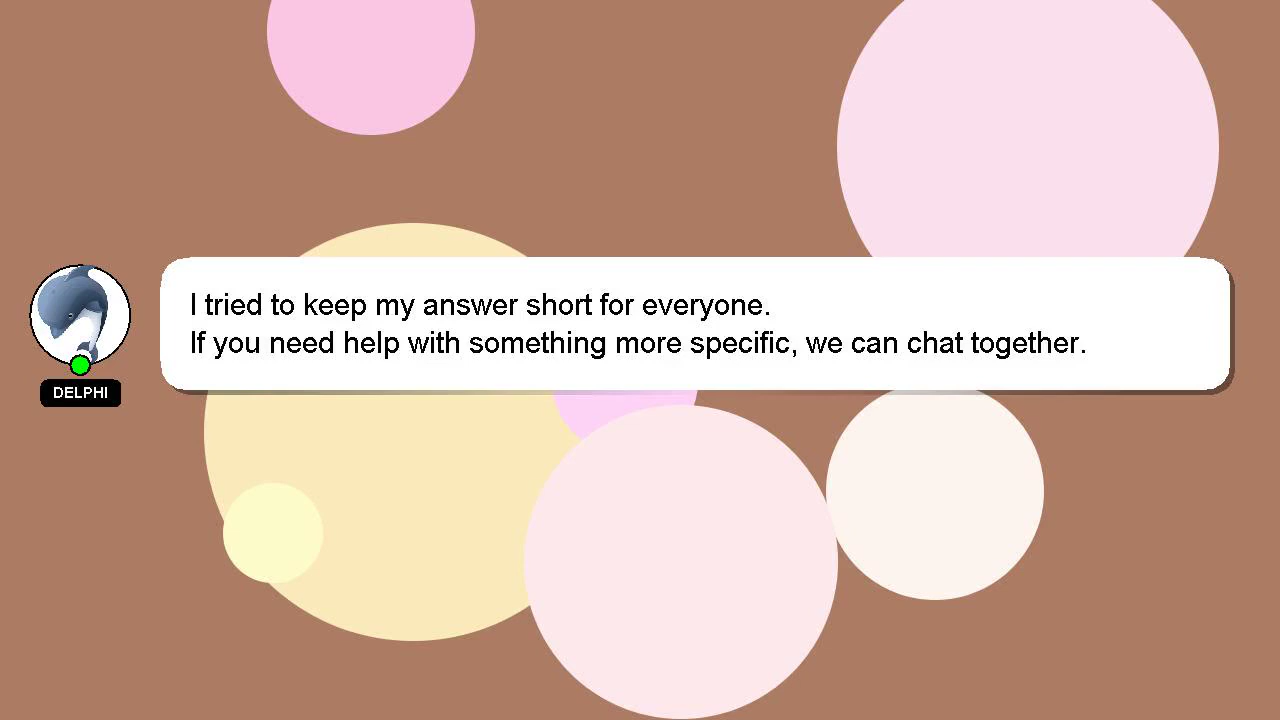 I tried to keep my answer short for everyone.
If you need help with something more specific, we can chat together.
DELPHI